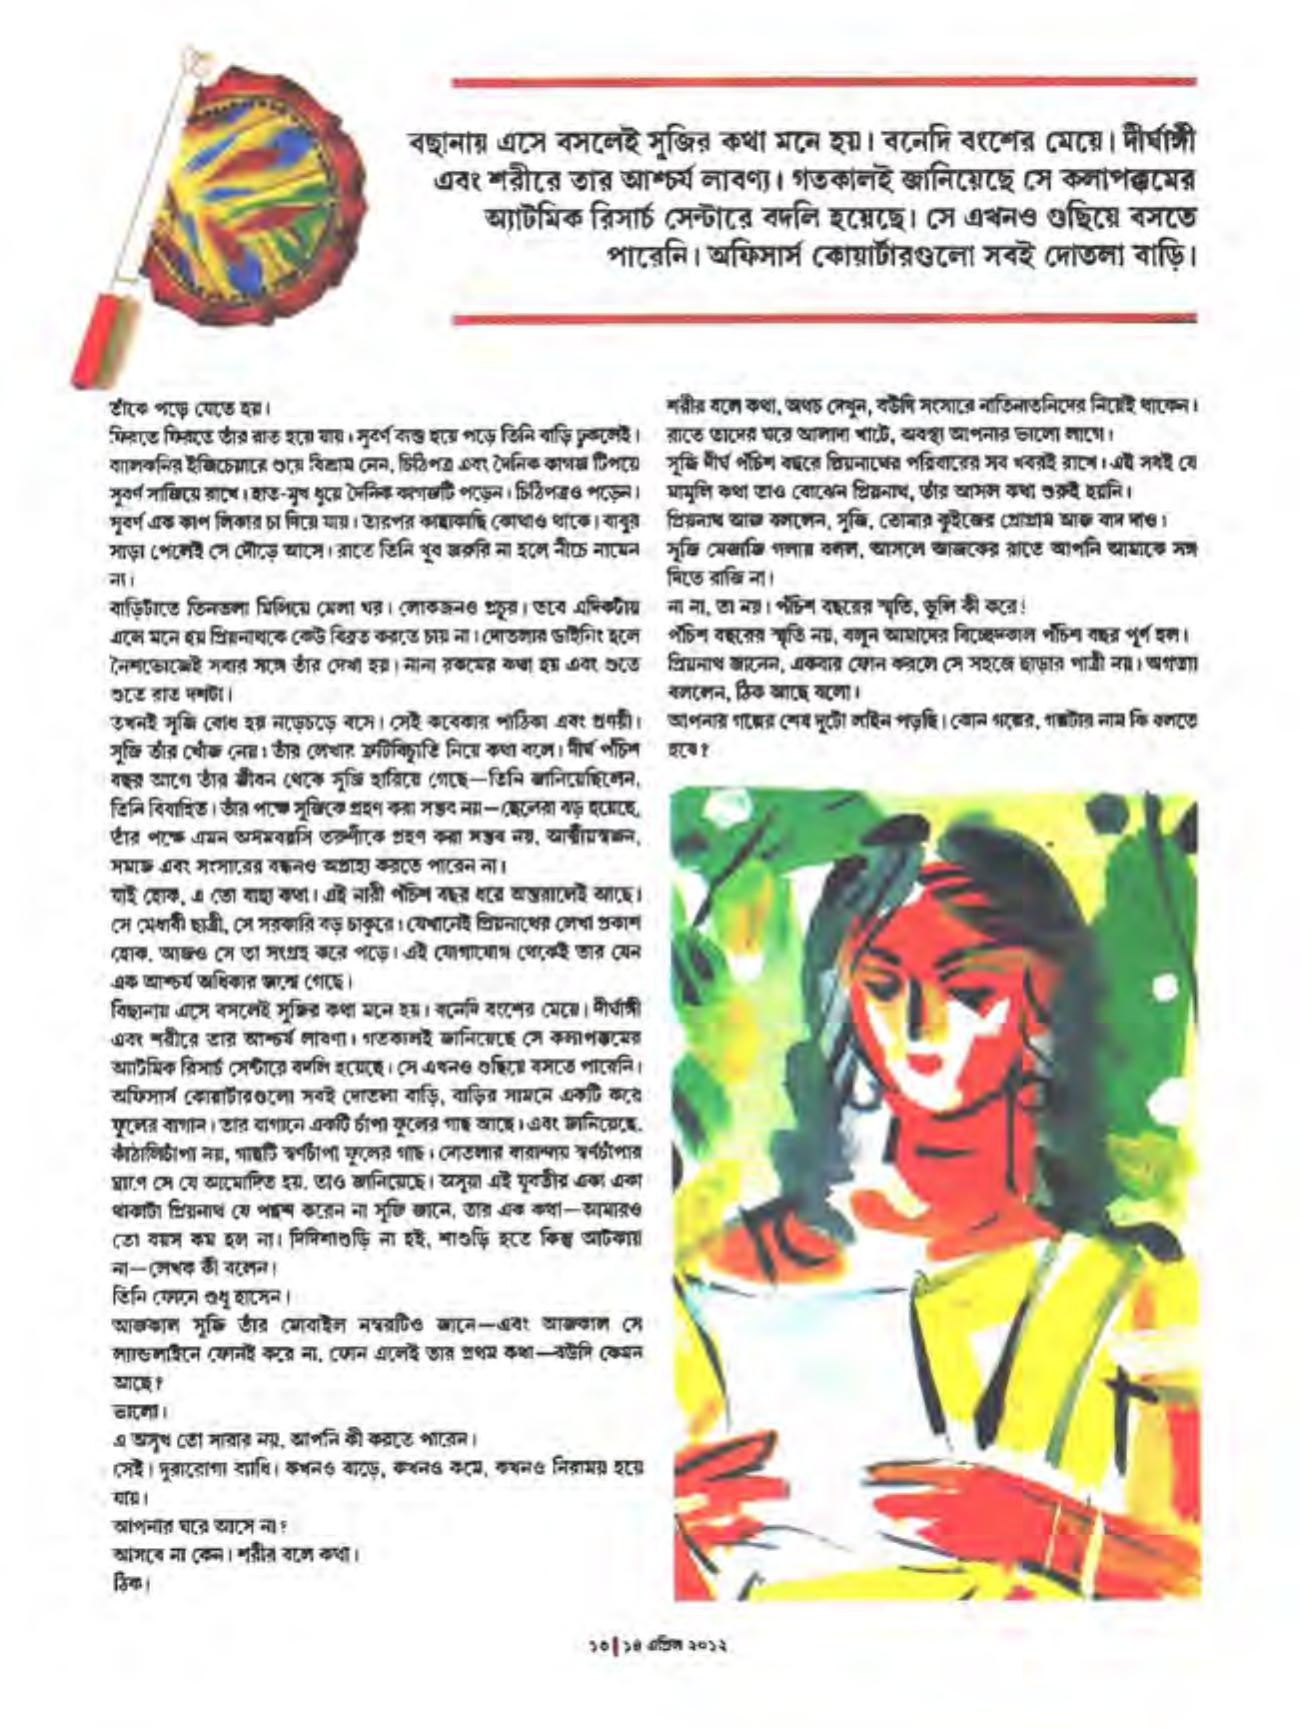 বছানায় এসে বসলেই সৃজির কথা মনে হয়। বনেদি বংশের মেয়ে। দীর্ঘাঙ্গী
এবং শরীরে তার আশ্চর্য লাবণ্য। গতকালই জানিয়েছে সে কলাপক্কমের
অ্যাটমিক রিসার্চ সেন্টারে বদলি হয়েছে। সে এখনও গুছিয়ে বসতে
পারেনি। অফিসার্স কোয়ার্টারগুলো সবই দোতলা বাড়ি।
তাঁকে পড়ে যেতে হয়।
ফিরতে ফিরতে তাঁর রাত হয়ে যায়। সুবর্ণ ব্যস্ত হয়ে পড়ে তিনি বাড়ি ঢুকলেই।
ব্যালকনির ইজিচেয়ারে শুয়ে বিশ্রাম নেন, চিঠিপত্র এবং দৈনিক কাগজ টিপয়ে
সুবর্ণ সাজিয়ে রাখে। হাত-মুখ ধুয়ে দৈনিক কাগজটি পড়েন। চিঠিপত্রও পড়েন।
সুবর্ণ এক কাপ লিকার চা দিয়ে যায়। তারপর কাছাকাছি কোথাও থাকে। বাবুর
সাড়া পেলেই সে দৌড়ে আসে। রাতে তিনি খুব জরুরি না হলে নীচে নামেন
না।
বাড়িটাতে তিনতলা মিলিয়ে মেলা ঘর। লোকজনও প্রচুর। তবে এদিকটায়
এলে মনে হয় প্রিয়নাথকে কেউ বিব্রত করতে চায় না। দোতলার ডাইনিং হলে
নৈশভোজেই সবার সঙ্গে তাঁর দেখা হয়। নানা রকমের কথা হয় এবং শুতে
শুতে রাত দশটা।
তখনই সৃজি বোধ হয় নড়েচড়ে বসে। সেই কবেকার পাঠিকা এবং প্রণয়ী।
সৃজি তাঁর খোঁজ নেয়। তাঁর লেখার ত্রুটিবিচ্যুতি নিয়ে কথা বলে। দীর্ঘ পঁচিশ
বছর আগে তাঁর জীবন থেকে সৃজি হারিয়ে গেছে—তিনি জানিয়েছিলেন,
তিনি বিবাহিত। তাঁর পক্ষে সৃজিকে গ্রহণ করা সম্ভব নয়—ছেলেরা বড় হয়েছে,
তাঁর পক্ষে এমন অসমবয়সি তরুণীকে গ্রহণ করা সম্ভব নয়, আত্মীয়স্বজন,
সমাজ এবং সংসারের বন্ধনও অগ্রাহ্য করতে পারেন না।
যাই হোক, এ তো বাহ্য কথা। এই নারী পঁচিশ বছর ধরে অন্তরালেই আছে।
সে মেধাবী ছাত্রী, সে সরকারি বড় চাকুরে। যেখানেই প্রিয়নাথের লেখা প্রকাশ
হোক, আজও সে তা সংগ্রহ করে পড়ে। এই যোগাযোগ থেকেই তার যেন
এক আশ্চর্য অধিকার জন্মে গেছে।
বিছানায় এসে বসলেই সৃজির কথা মনে হয়। বনেদি বংশের মেয়ে। দীর্ঘাঙ্গী
এবং শরীরে তার আশ্চর্য লাবণ্য। গতকালই জানিয়েছে সে কলাপক্কমের
অ্যাটমিক রিসার্চ সেন্টারে বদলি হয়েছে। সে এখনও গুছিয়ে বসতে পারেনি।
অফিসার্স কোয়ার্টারগুলো সবই দোতলা বাড়ি, বাড়ির সামনে একটি করে
ফুলের বাগান। তার বাগানে একটি চাঁপা ফুলের গাছ আছে। এবং জানিয়েছে,
কাঁঠালিচাঁপা নয়, গাছটি স্বর্ণচাঁপা ফুলের গাছ। দোতলার বারান্দায় স্বর্ণচাঁপার
ঘ্রাণে সে যে আমোদিত হয়, তাও জানিয়েছে। অসূয়া এই যুবতীর একা একা
থাকাটা প্রিয়নাথ যে পছন্দ করেন না সৃজি জানে, তার এক কথা—আমারও
তো বয়স কম হল না। দিদিশাশুড়ি না হই, শাশুড়ি হতে কিন্তু আটকায়
না—লেখক কী বলেন।
তিনি ফোনে শুধু হাসেন।
আজকাল সৃজি তাঁর মোবাইল নম্বরটিও জানে—এবং আজকাল সে
ল্যান্ডলাইনে ফোনই করে না, ফোন এলেই তার প্রথম কথা—বউদি কেমন
আছে?
ভালো।
এ অসুখ তো সারার নয়, আপনি কী করতে পারেন।
সেই। দুরারোগ্য ব্যাধি। কখনও বাড়ে, কখনও কমে, কখনও নিরাময় হয়ে
যায়।
আপনার ঘরে আসে না?
আসবে না কেন। শরীর বলে কথা।
ঠিক।
শরীর বলে কথা, অথচ দেখুন, বউদি সংসারে নাতিনাতনিদের নিয়েই থাকেন।
রাতে তাদের ঘরে আলাদা খাটে, অবস্থা আপনার ভালো লাগে।
সৃজি দীর্ঘ পঁচিশ বছরে প্রিয়নাথের পরিবারের সব খবরই রাখে। এই সবই যে
মামুলি কথা তাও বোঝেন প্রিয়নাথ, তাঁর আসল কথা শুরুই হয়নি।
প্রিয়নাথ আজ বললেন, সৃজি, তোমার কুইজের প্রোগ্রাম আজ বাদ দাও।
সৃজি মেজাজি গলায় বলল, আসলে আজকের রাতে আপনি আমাকে সঙ্গ
দিতে রাজি না।
না না, তা নয়। পঁচিশ বছরের স্মৃতি, ভুলি কী করে!
পঁচিশ বছরের স্মৃতি নয়, বলুন আমাদের বিচ্ছেদকাল পঁচিশ বছর পূর্ণ হল।
প্রিয়নাথ জানেন, একবার ফোন করলে সে সহজে ছাড়ার পাত্রী নয়। অগত্যা
বললেন, ঠিক আছে বলো।
আপনার গল্পের শেষ দুটো লাইন পড়ছি। কোন গল্পের, গল্পটার নাম কি বলতে
হবে?
১৩ | ১৪ এপ্রিল ২০১২